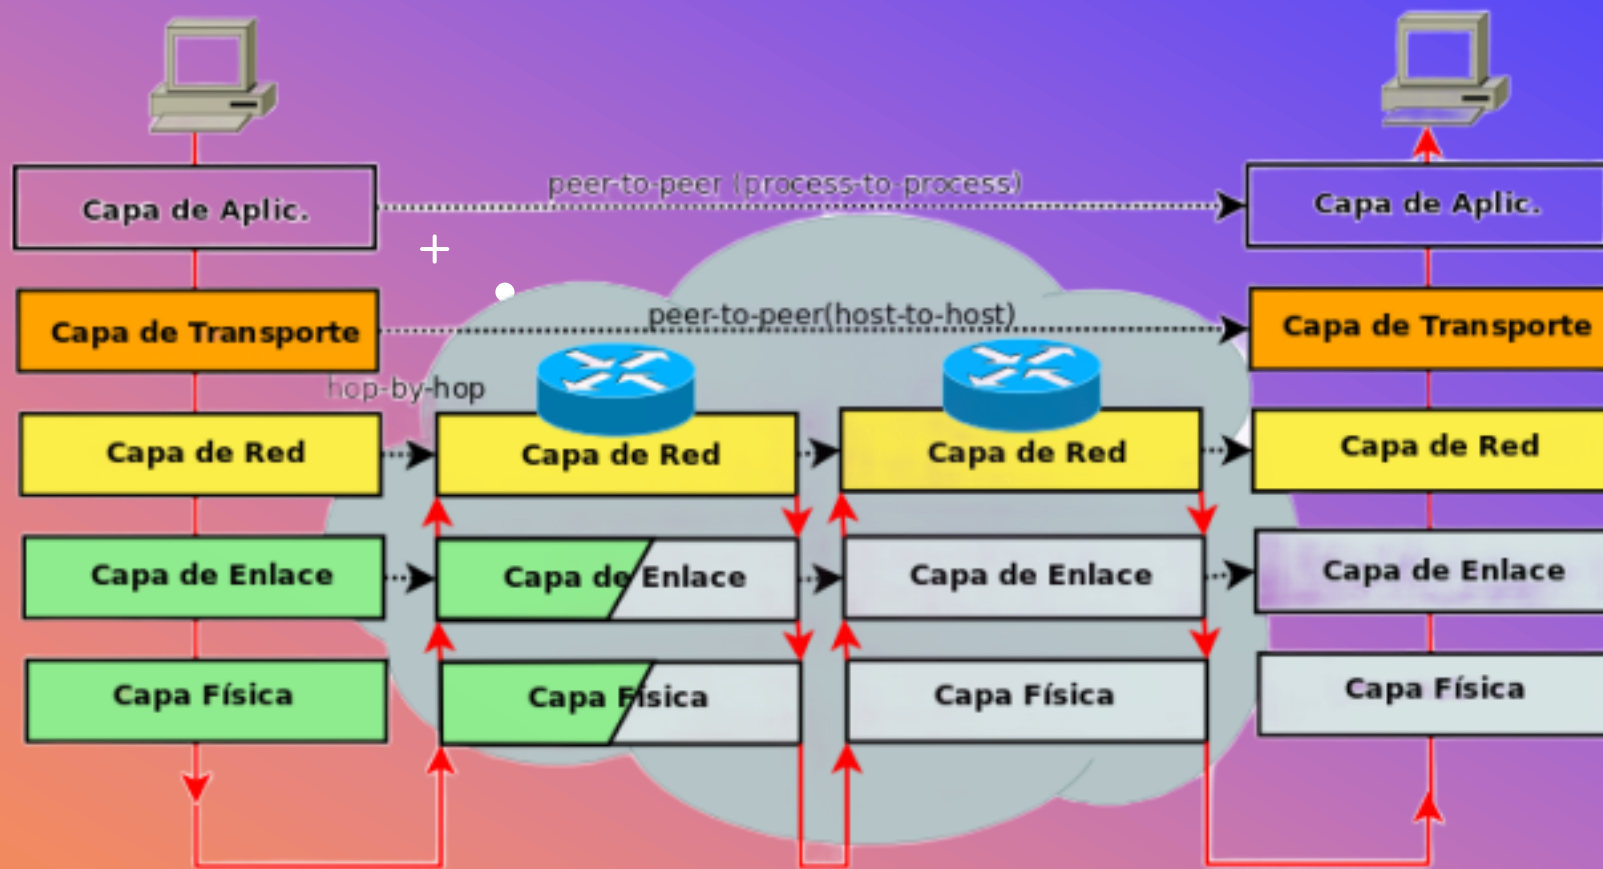 peer-to-peer (process-to-process)
Capa de Aplic.
Capa de Aplic.
peer-to-peer(host-to-host)
Capa de Transporte
Capa de Transporte
hop-by-hop
Capa de Red
Capa de Red
Capa de Red
Capa de Red
Capa de Enlace
Capa de Enlace
Capa de Enlace
Capa de Enlace
Capa Física
Capa Física
Capa Física
Capa Física